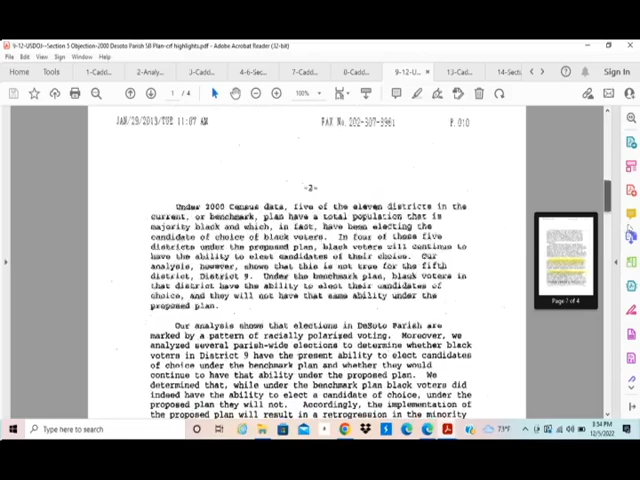 9-12-USDOJ--Section 5 Objection-2000 Desoto Parish SB Plan-crf highlights.pdf - Adobe Acrobat Reader (32-bit)
File Edit View Sign Window Help
Home Tools 1-Cadd... 2-Analy... 3-Cadd... 4-6-Sec... 7-Cadd... 0-Cadd... 9-12-U... × 13-Cad... 14-Secti Sign In
1 / 4 100%
JAN/29/2013/TUE 11:07 AM FAX No. 202-307-3961 P. 010
-2-
Under 2000 Census data, five of the eleven districts in the
current, or benchmark, plan have a total population that is
majority black and which, in fact, have been electing the
candidate of choice of black voters. In four of those five
districts under the proposed plan, black voters will continue to
have the ability to elect candidates of their choice. Our
analysis, however, shows that this is not true for the fifth
district, District 9. Under the benchmark plan, black voters in
that district have the ability to elect their candidates of
choice, and they will not have that same ability under the
proposed plan.
Our analysis shows that elections in DeSoto Parish are
marked by a pattern of racially polarized voting. Moreover, we
analyzed several parish-wide elections to determine whether black
voters in District 9 have the present ability to elect candidates
of choice under the benchmark plan and whether they would
continue to have that ability under the proposed plan. We
determined that, while under the benchmark plan black voters did
indeed have the ability to elect a candidate of choice, under the
proposed plan they will not. Accordingly, the implementation of
the proposed plan will result in a retrogression in the minority
Type here to search
73°F
3:34 PM
12/5/2022